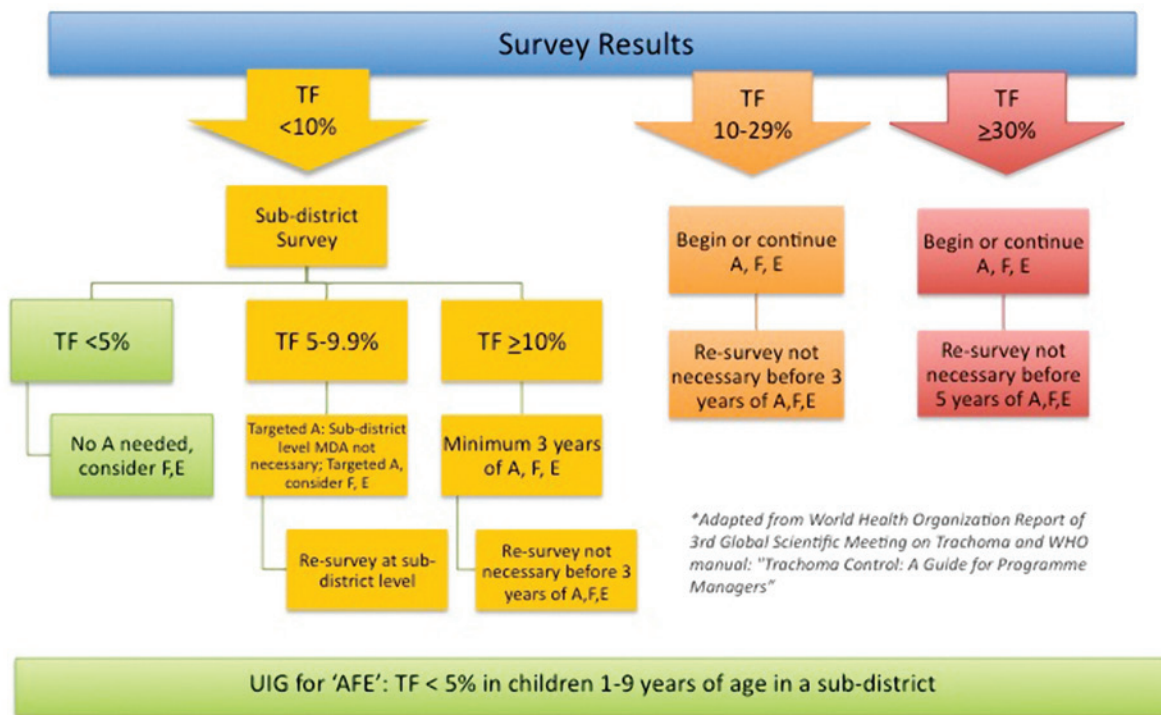 Survey Results
TF
<10%
TF
10-29%
TF
≥30%
Sub-district
Survey
Begin or continue
A, F, E
Begin or continue
A, F, E
TF <5%
TF 5-9.9%
TF ≥10%
Re-survey not
necessary before 3
years of A,F,E
Re-survey not
necessary before
5 years of A,F,E
No A needed,
consider F,E
Targeted A: Sub-district
level MDA not
necessary; Targeted A,
consider F, E
Minimum 3 years
of A, F, E
Re-survey at sub-
district level
Re-survey not
necessary before 3
years of A,F,E
*Adapted from World Health Organization Report of
3rd Global Scientific Meeting on Trachoma and WHO
manual: "Trachoma Control: A Guide for Programme
Managers"
UIG for 'AFE': TF < 5% in children 1-9 years of age in a sub-district